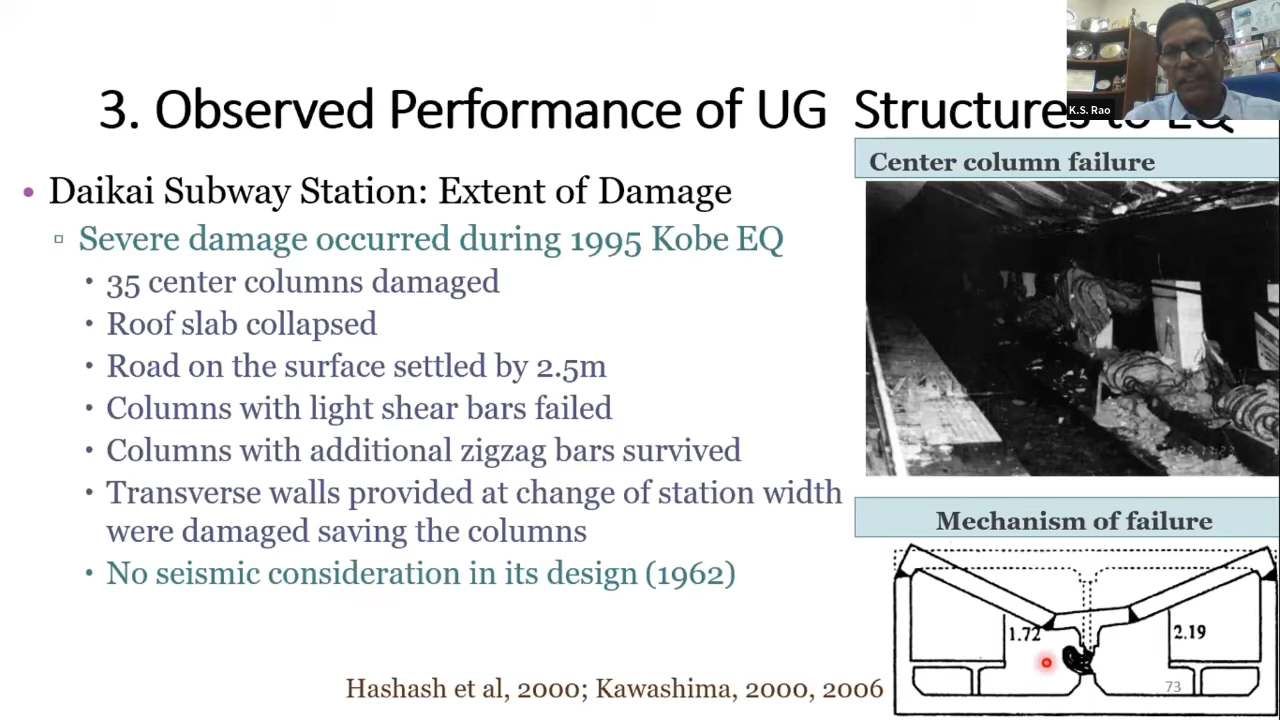 K.S. Rao
3. Observed Performance of UG Structures to EQ
Center column failure
• Daikai Subway Station: Extent of Damage
▫ Severe damage occurred during 1995 Kobe EQ
• 35 center columns damaged
• Roof slab collapsed
• Road on the surface settled by 2.5m
• Columns with light shear bars failed
• Columns with additional zigzag bars survived
• Transverse walls provided at change of station width
were damaged saving the columns
• No seismic consideration in its design (1962)
Mechanism of failure
1.72
2.19
73
Hashash et al, 2000; Kawashima, 2000, 2006